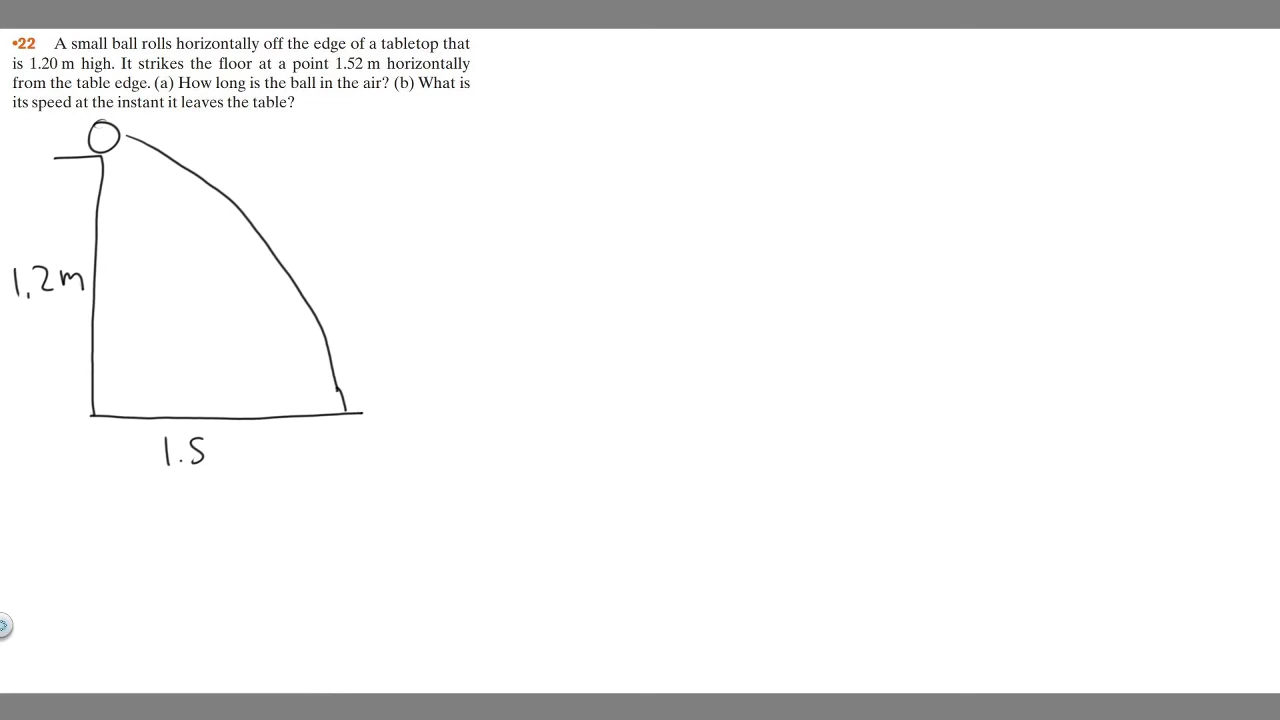 •22 A small ball rolls horizontally off the edge of a tabletop that
is 1.20 m high. It strikes the floor at a point 1.52 m horizontally
from the table edge. (a) How long is the ball in the air? (b) What is
its speed at the instant it leaves the table?
1.2m
1.5